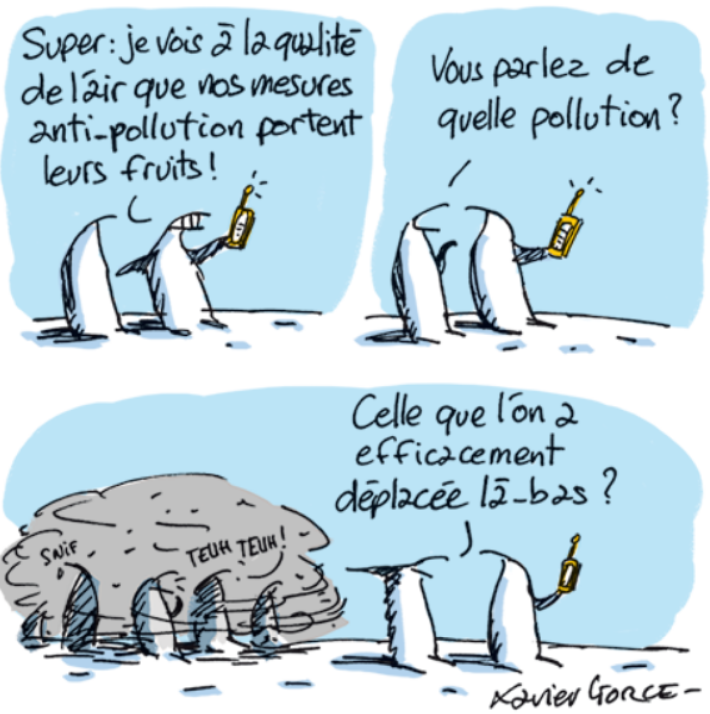 Super: je vois à la qualité
de l'air que nos mesures
anti-pollution portent
leurs fruits!
Vous parlez de
quelle pollution?
Celle que l'on a
efficacement
déplacée là-bas?
SNIF
TEUH TEUH!
Xavier GORCE-